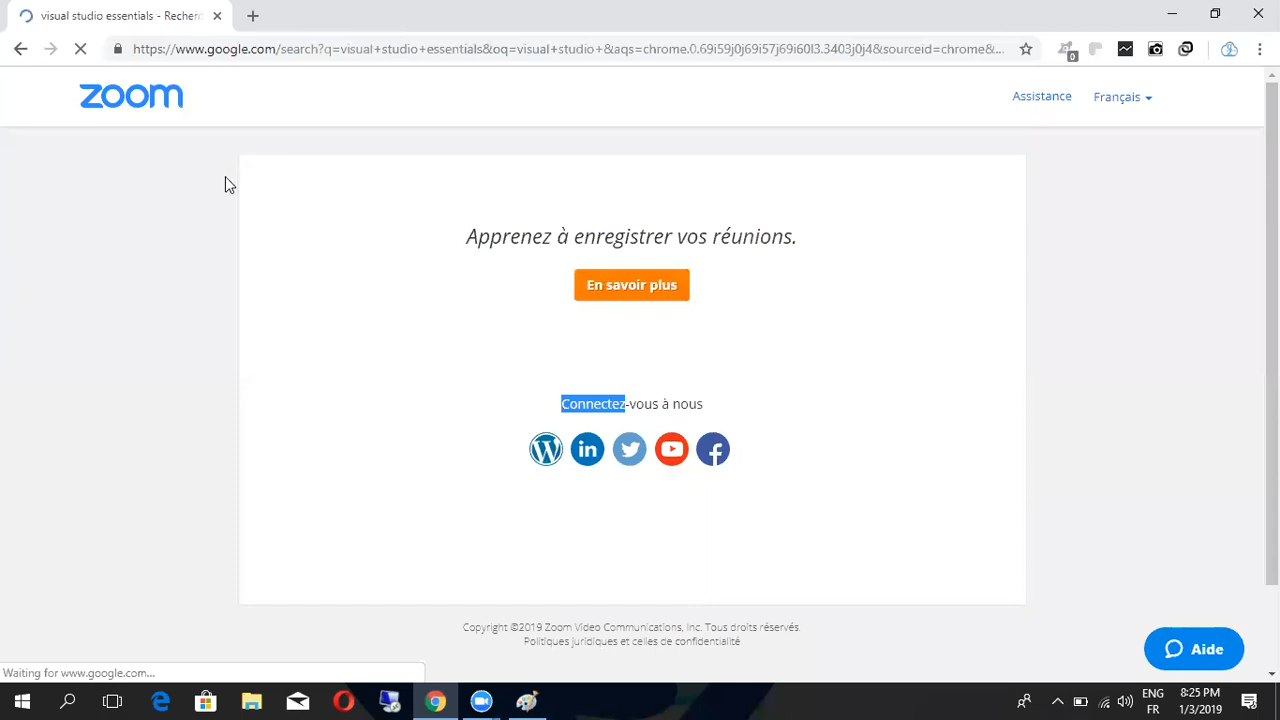 visual studio essentials - Recher
https://www.google.com/search?q=visual+studio+essentials&oq=visual+studio+&aqs=chrome.0.69i59j0j69i57j69i60l3.3403j0j4&sourceid=chrome&...
0
zoom
Assistance
Français
Apprenez à enregistrer vos réunions.
En savoir plus
Connectez-vous à nous
Copyright ©2019 Zoom Video Communications, Inc. Tous droits réservés.
Politiques juridiques et celles de confidentialité
Aide
Waiting for www.google.com...
ENG
FR
8:25 PM
1/3/2019